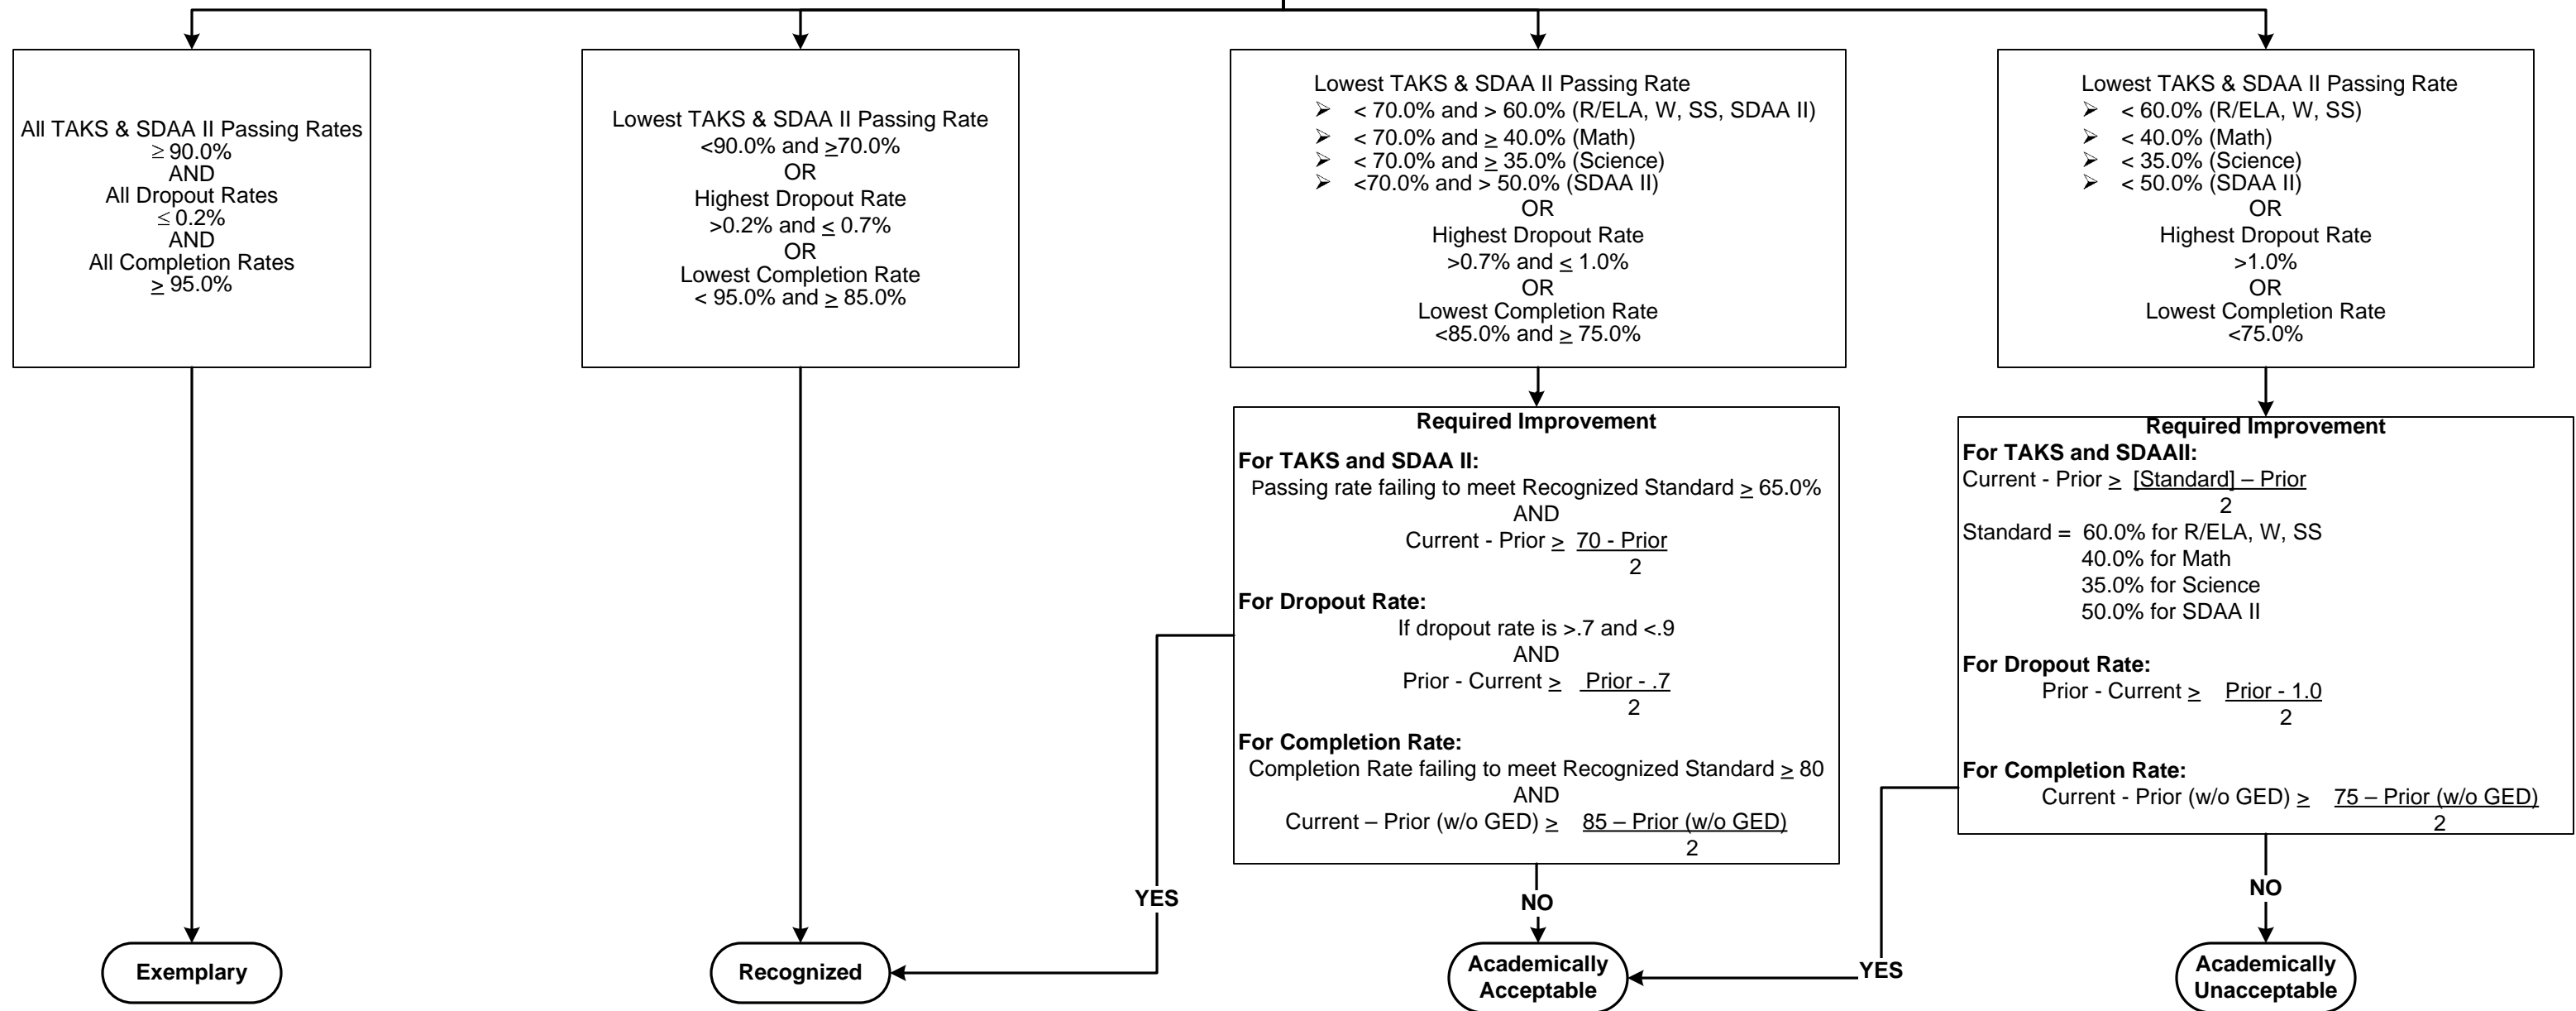 All TAKS & SDAA II Passing Rates
≥ 90.0%
AND
All Dropout Rates
≤ 0.2%
AND
All Completion Rates
≥ 95.0%
Lowest TAKS & SDAA II Passing Rate
<90.0% and ≥70.0%
OR
Highest Dropout Rate
>0.2% and ≤ 0.7%
OR
Lowest Completion Rate
< 95.0% and ≥ 85.0%
Lowest TAKS & SDAA II Passing Rate
➢ < 70.0% and > 60.0% (R/ELA, W, SS, SDAA II)
➢ < 70.0% and ≥ 40.0% (Math)
➢ < 70.0% and ≥ 35.0% (Science)
➢ <70.0% and > 50.0% (SDAA II)
OR
Highest Dropout Rate
>0.7% and ≤ 1.0%
OR
Lowest Completion Rate
<85.0% and ≥ 75.0%
Lowest TAKS & SDAA II Passing Rate
➢ < 60.0% (R/ELA, W, SS)
➢ < 40.0% (Math)
➢ < 35.0% (Science)
➢ < 50.0% (SDAA II)
OR
Highest Dropout Rate
>1.0%
OR
Lowest Completion Rate
<75.0%
Required Improvement
For TAKS and SDAA II:
Passing rate failing to meet Recognized Standard ≥ 65.0%
AND
Current - Prior ≥ 70 - Prior
2
For Dropout Rate:
If dropout rate is >.7 and <.9
AND
Prior - Current ≥ Prior - .7
2
For Completion Rate:
Completion Rate failing to meet Recognized Standard ≥ 80
AND
Current – Prior (w/o GED) ≥ 85 – Prior (w/o GED)
2
Required Improvement
For TAKS and SDAAII:
Current - Prior ≥ [Standard] – Prior
2
Standard = 60.0% for R/ELA, W, SS
40.0% for Math
35.0% for Science
50.0% for SDAA II
For Dropout Rate:
Prior - Current ≥ Prior - 1.0
2
For Completion Rate:
Current - Prior (w/o GED) ≥ 75 – Prior (w/o GED)
2
YES
NO
YES
NO
Exemplary
Recognized
Academically
Acceptable
Academically
Unacceptable